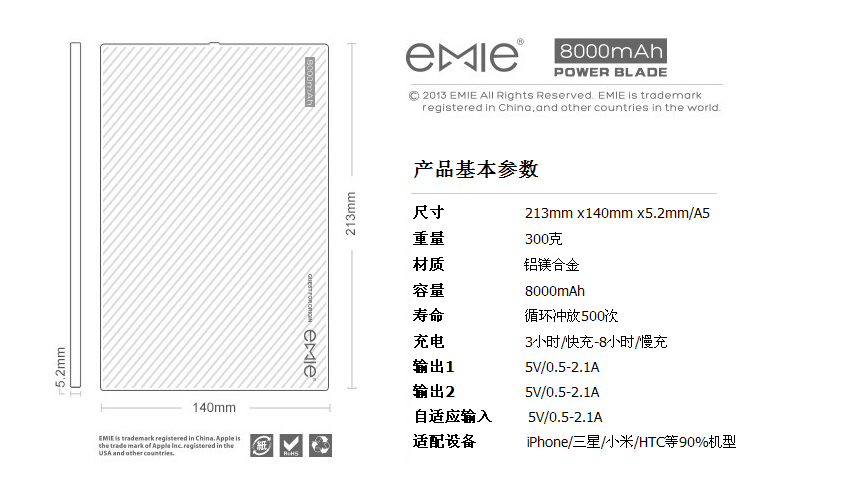 8000mAh
213mm
QUEST FOR ORIGIN
EMIE®
5.2mm
140mm
EMIE is trademark registered in China. Apple is
the trade mark of Apple Inc. registered in the
USA and other countries.
紙
RoHS
EMIE®
8000mAh
POWER BLADE
© 2013 EMIE All Rights Reserved. EMIE is trademark
registered in China,and other countries in the world.
产品基本参数
尺寸 213mm x140mm x5.2mm/A5
重量 300克
材质 铝镁合金
容量 8000mAh
寿命 循环冲放500次
充电 3小时/快充-8小时/慢充
输出1 5V/0.5-2.1A
输出2 5V/0.5-2.1A
自适应输入 5V/0.5-2.1A
适配设备 iPhone/三星/小米/HTC等90%机型